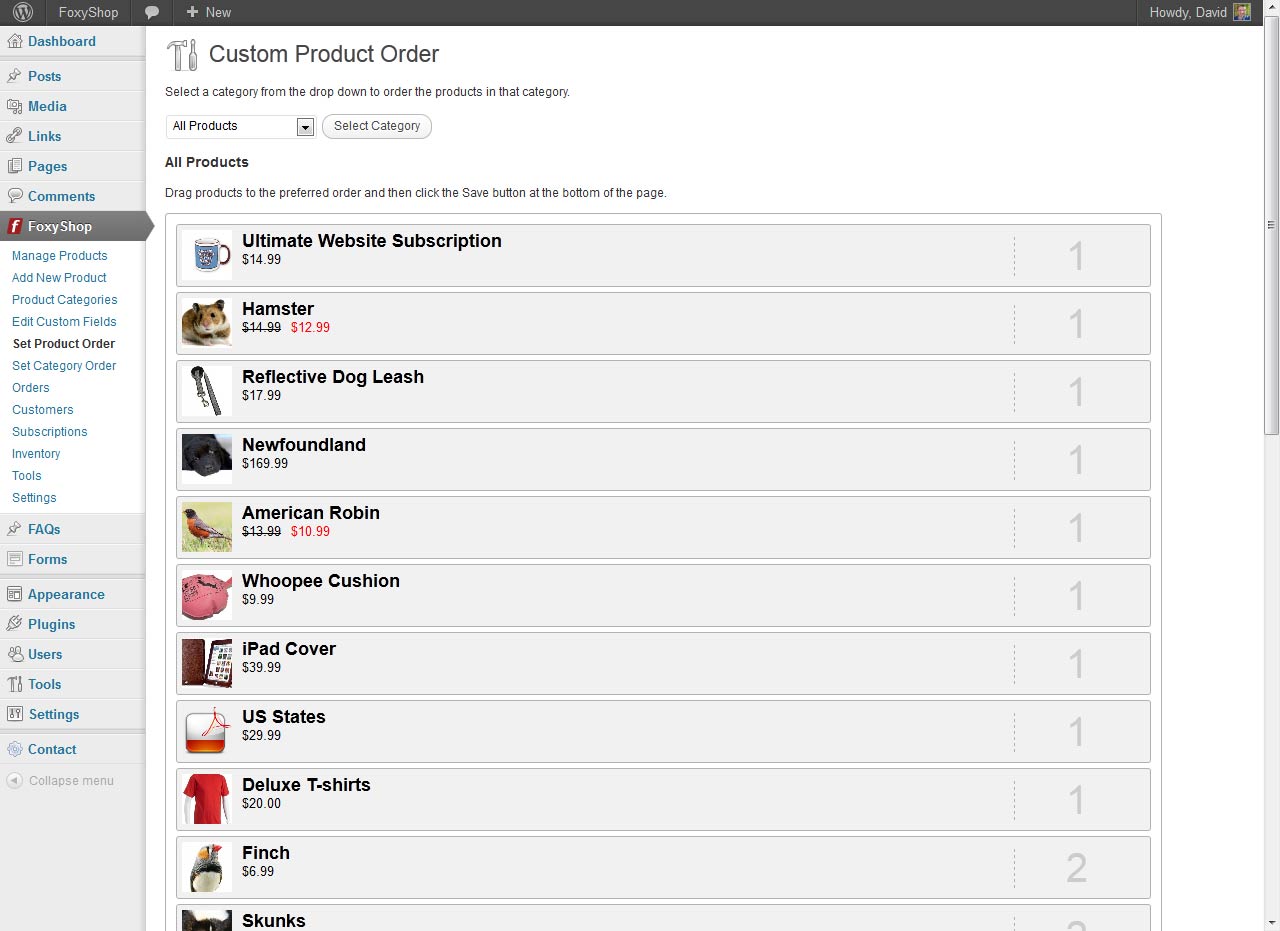 FoxyShop
New
Howdy, David
Dashboard
Posts
Media
Links
Pages
Comments
FoxyShop
Manage Products
Add New Product
Product Categories
Edit Custom Fields
Set Product Order
Set Category Order
Orders
Customers
Subscriptions
Inventory
Tools
Settings
FAQs
Forms
Appearance
Plugins
Users
Tools
Settings
Contact
Collapse menu
Custom Product Order
Select a category from the drop down to order the products in that category.
All Products
Select Category
All Products
Drag products to the preferred order and then click the Save button at the bottom of the page.
Ultimate Website Subscription
$14.99
1
Hamster
$14.99 $12.99
1
Reflective Dog Leash
$17.99
1
Newfoundland
$169.99
1
American Robin
$13.99 $10.99
1
Whoopee Cushion
$9.99
1
iPad Cover
$39.99
1
US States
$29.99
1
Deluxe T-shirts
$20.00
1
Finch
$6.99
2
Skunks